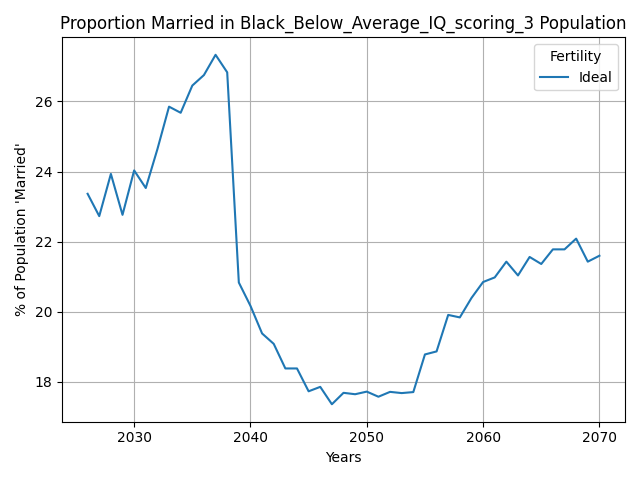 Proportion Married in Black_Below_Average_IQ_scoring_3 Population
Fertility
Ideal
% of Population 'Married'
26
24
22
20
18
2030 2040 2050 2060 2070
Years